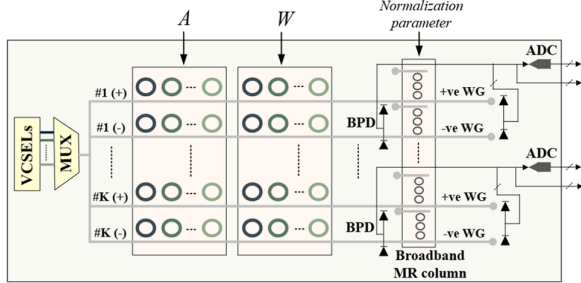 Normalization
parameter
A
W
ADC
#1 (+)
+ve WG
#1 (-)
BPD
-ve WG
VCSELs
MUX
ADC
#K (+)
+ve WG
BPD
#K (-)
-ve WG
Broadband
MR column